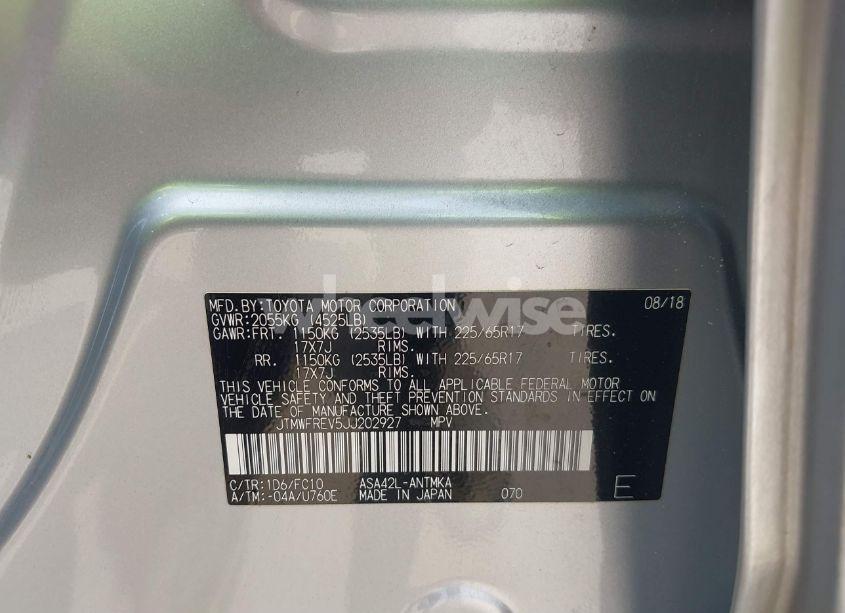 wheelwise
MFD.BY:TOYOTA MOTOR CORPORATION 08/18
GVWR:2055KG (4525LB)
GAWR:FRT. 1150KG (2535LB) WITH 225/65R17 TIRES.
17X7J RIMS.
RR. 1150KG (2535LB) WITH 225/65R17 TIRES.
17X7J RIMS.
THIS VEHICLE CONFORMS TO ALL APPLICABLE FEDERAL MOTOR
VEHICLE SAFETY AND THEFT PREVENTION STANDARDS IN EFFECT ON
THE DATE OF MANUFACTURE SHOWN ABOVE.
JTMWFREV5JJ202927 MPV
C/TR:1D6/FC10 ASA42L-ANTMKA
A/TM:-04A/U760E MADE IN JAPAN 070 E